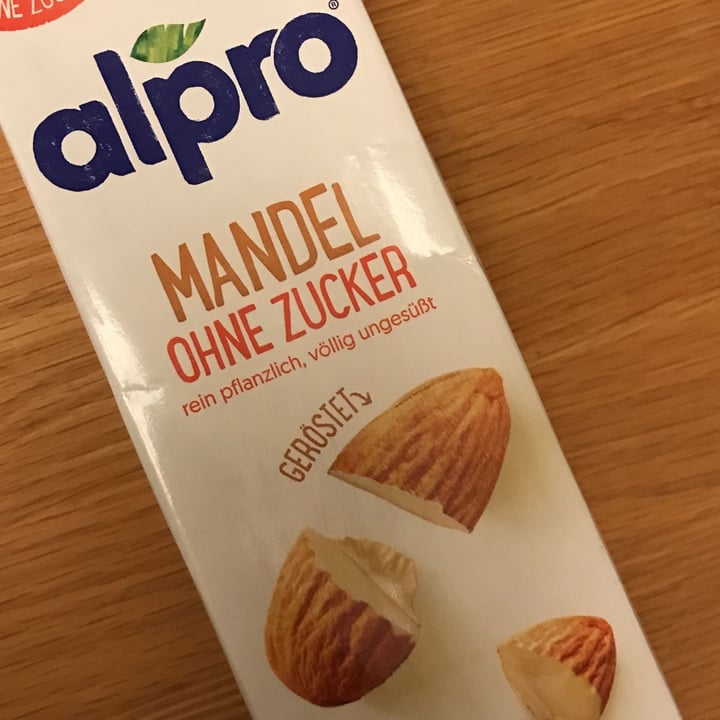 alpro®
MANDEL
OHNE ZUCKER
rein pflanzlich, völlig ungesüßt
GERÖSTET